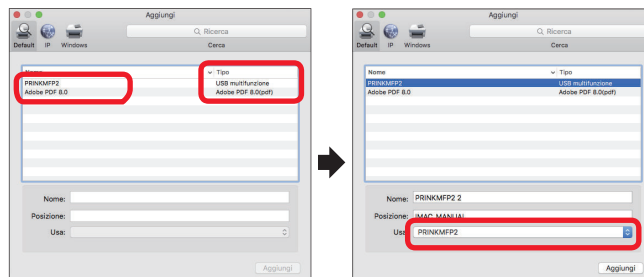 Aggiungi
Ricerca
Default IP Windows Cerca
Nome Tipo
PRINKMFP2 USB multifunzione
Adobe PDF 8.0 Adobe PDF 8.0(pdf)
Nome:
Posizione:
Usa:
Aggiungi
Aggiungi
Ricerca
Default IP Windows Cerca
Nome Tipo
PRINKMFP2 USB multifunzione
Adobe PDF 8.0 Adobe PDF 8.0(pdf)
Nome: PRINKMFP2 2
Posizione: IMAC MANUAL
Usa: PRINKMFP2
Aggiungi